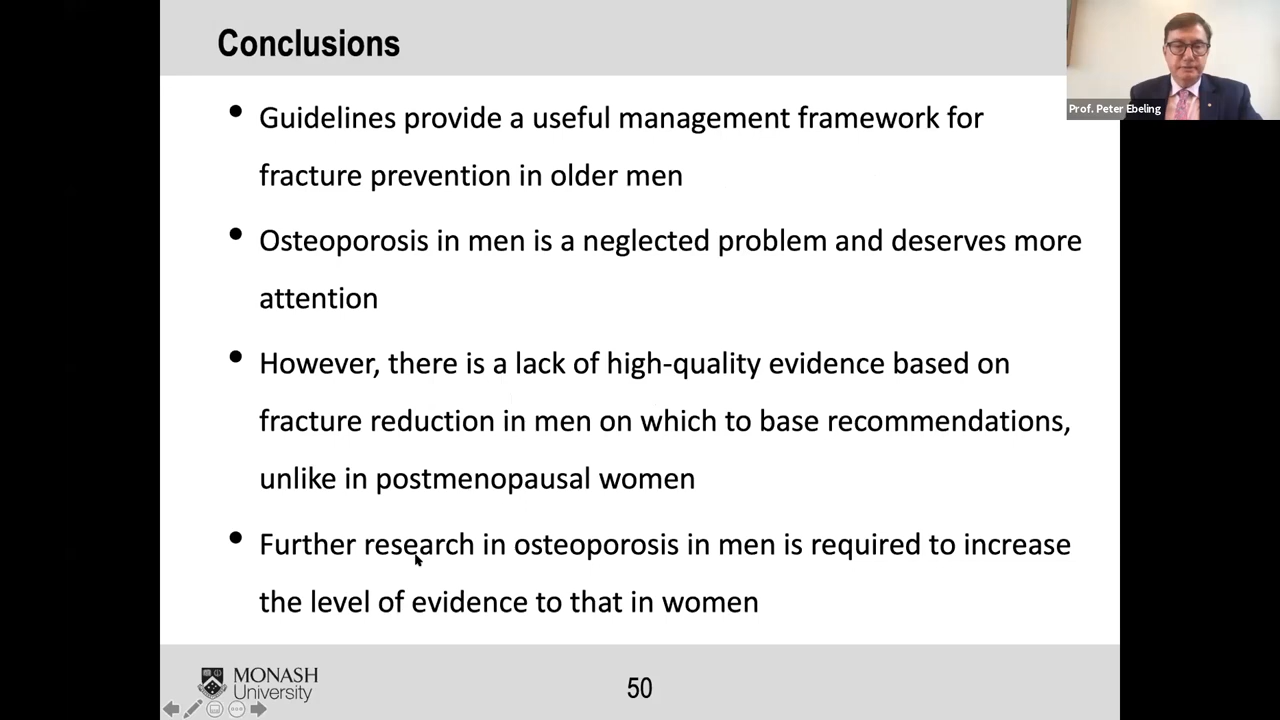 Conclusions
Prof. Peter Ebeling
• Guidelines provide a useful management framework for
fracture prevention in older men
• Osteoporosis in men is a neglected problem and deserves more
attention
• However, there is a lack of high-quality evidence based on
fracture reduction in men on which to base recommendations,
unlike in postmenopausal women
• Further research in osteoporosis in men is required to increase
the level of evidence to that in women
MONASH
University
50